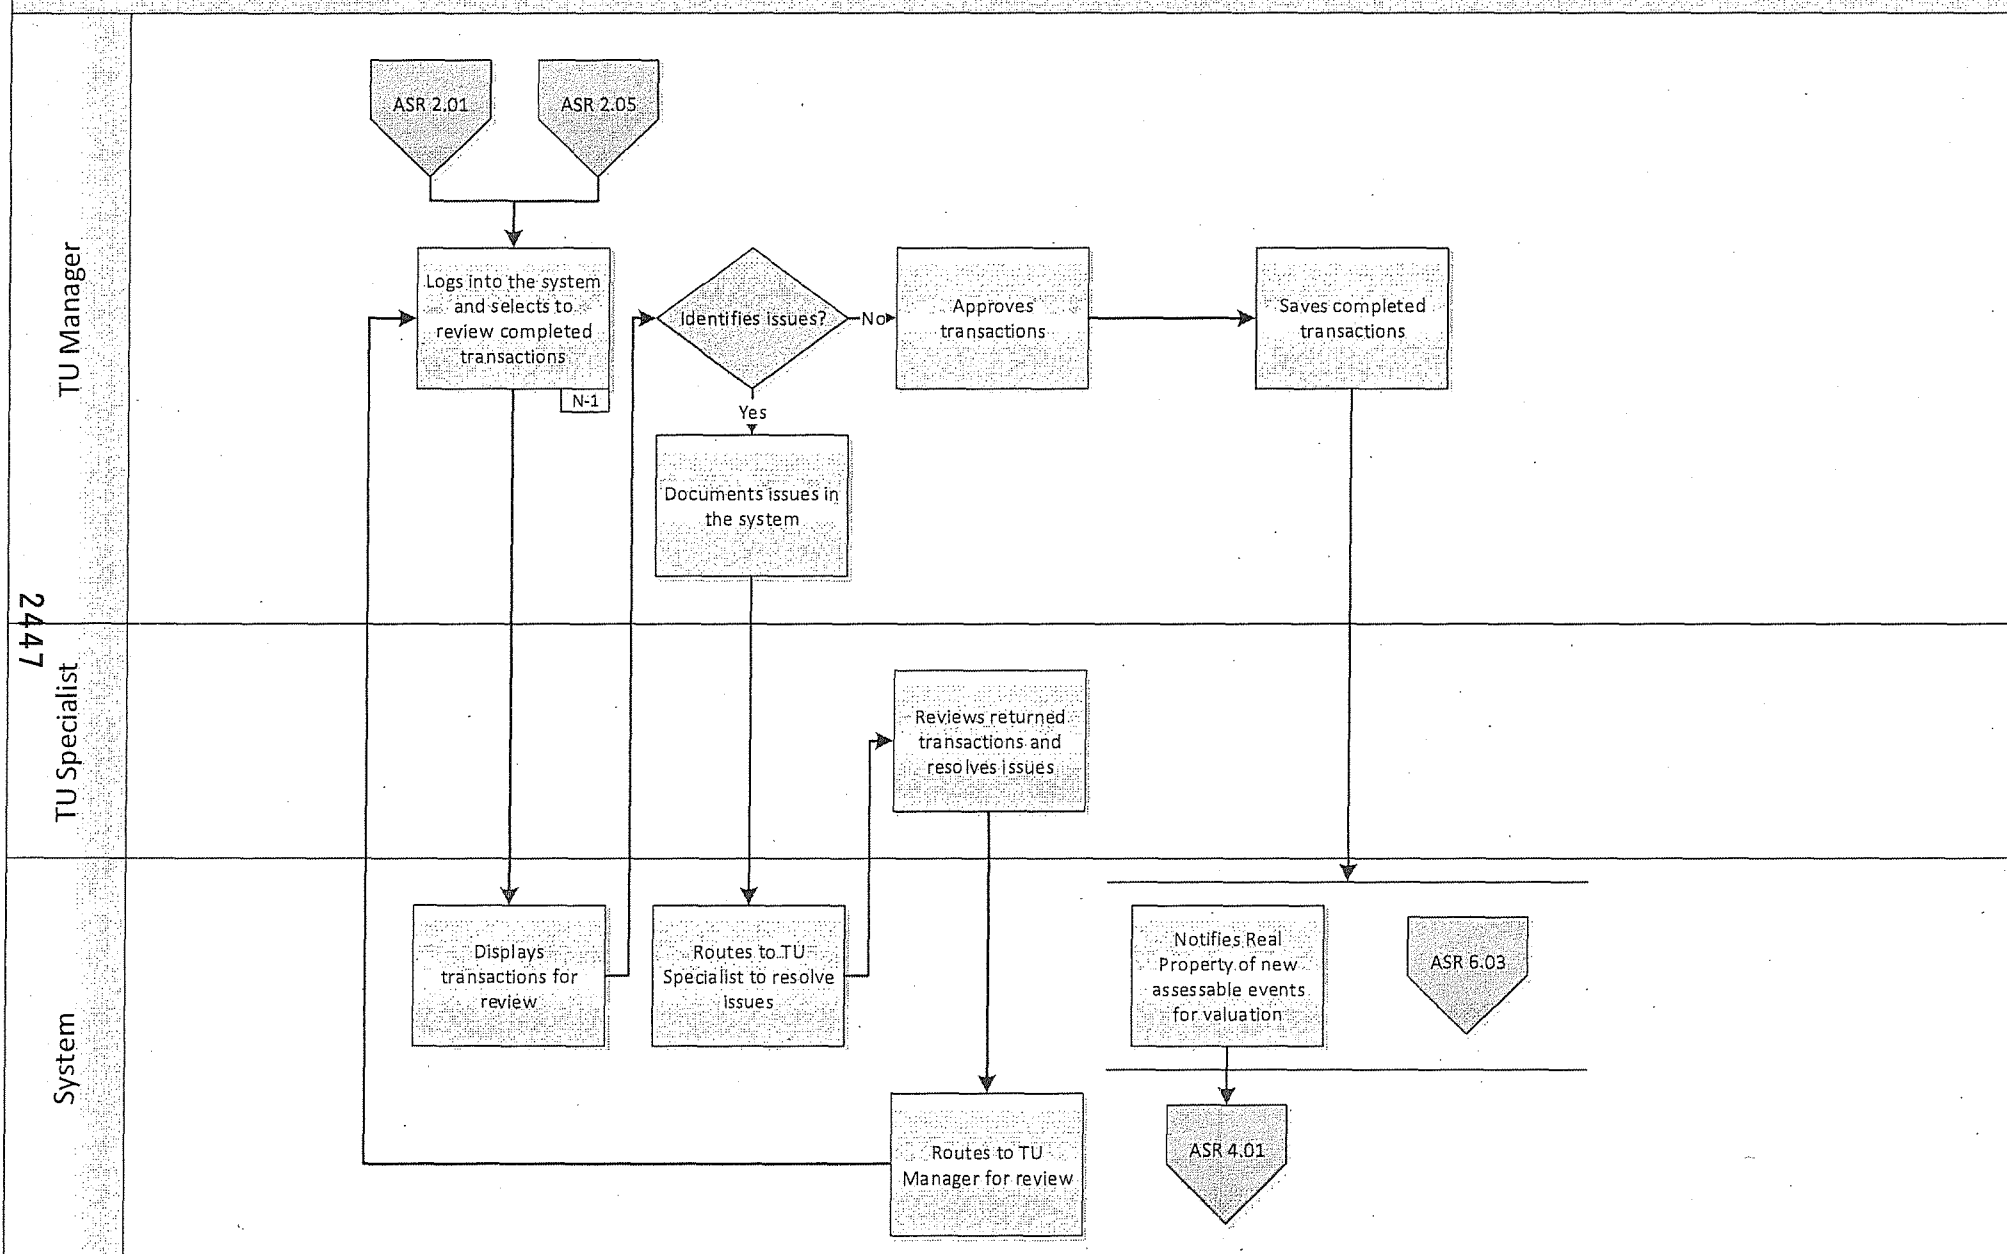 ASR 2.01
ASR 2.05
TU Manager
Logs into the system
and selects to
review completed
transactions
N-1
Identifies issues?
No
Approves
transactions
Saves completed
transactions
Yes
Documents issues in
the system
2447
TU Specialist
Reviews returned
transactions and
resolves issues
System
Displays
transactions for
review
Routes to TU
Specialist to resolve
issues
Notifies Real
Property of new
assessable events
for valuation
ASR 6.03
Routes to TU
Manager for review
ASR 4.01